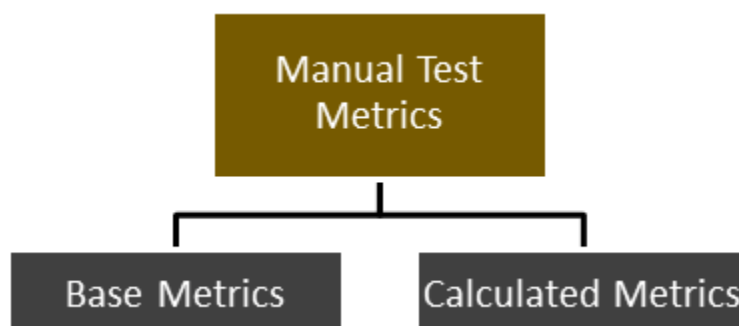 Manual Test
Metrics
Base Metrics
Calculated Metrics